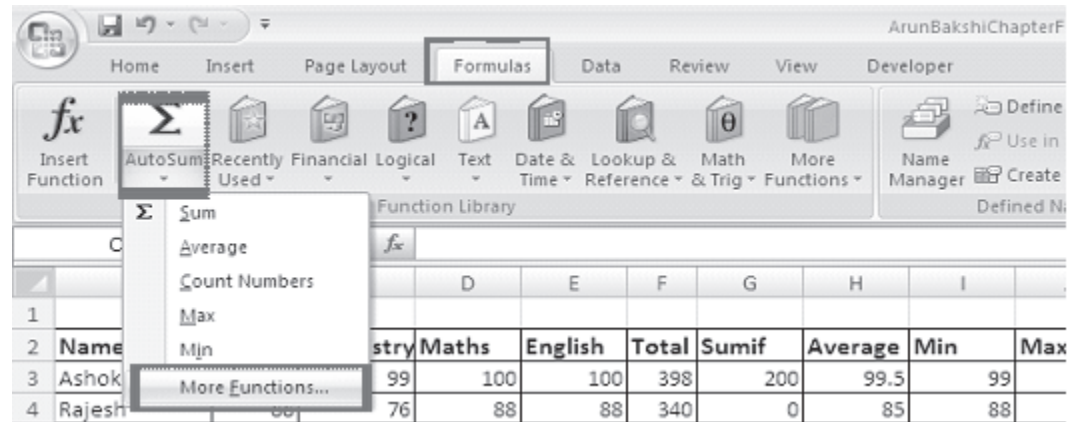 ArunBakshiChapterF
Home Insert Page Layout Formulas Data Review View Developer
fx Σ ? A θ Define
Insert AutoSum Recently Financial Logical Text Date & Lookup & Math More Name Use in
Function Used Time Reference & Trig Functions Manager Create
Function Library Defined Na
Σ Sum
Average
Count Numbers
Max
Min
More Functions...
C fx
D E F G H I
1
2 Name stry Maths English Total Sumif Average Min Max
3 Ashok 99 100 100 398 200 99.5 99
4 Rajesh 76 88 88 340 0 85 88